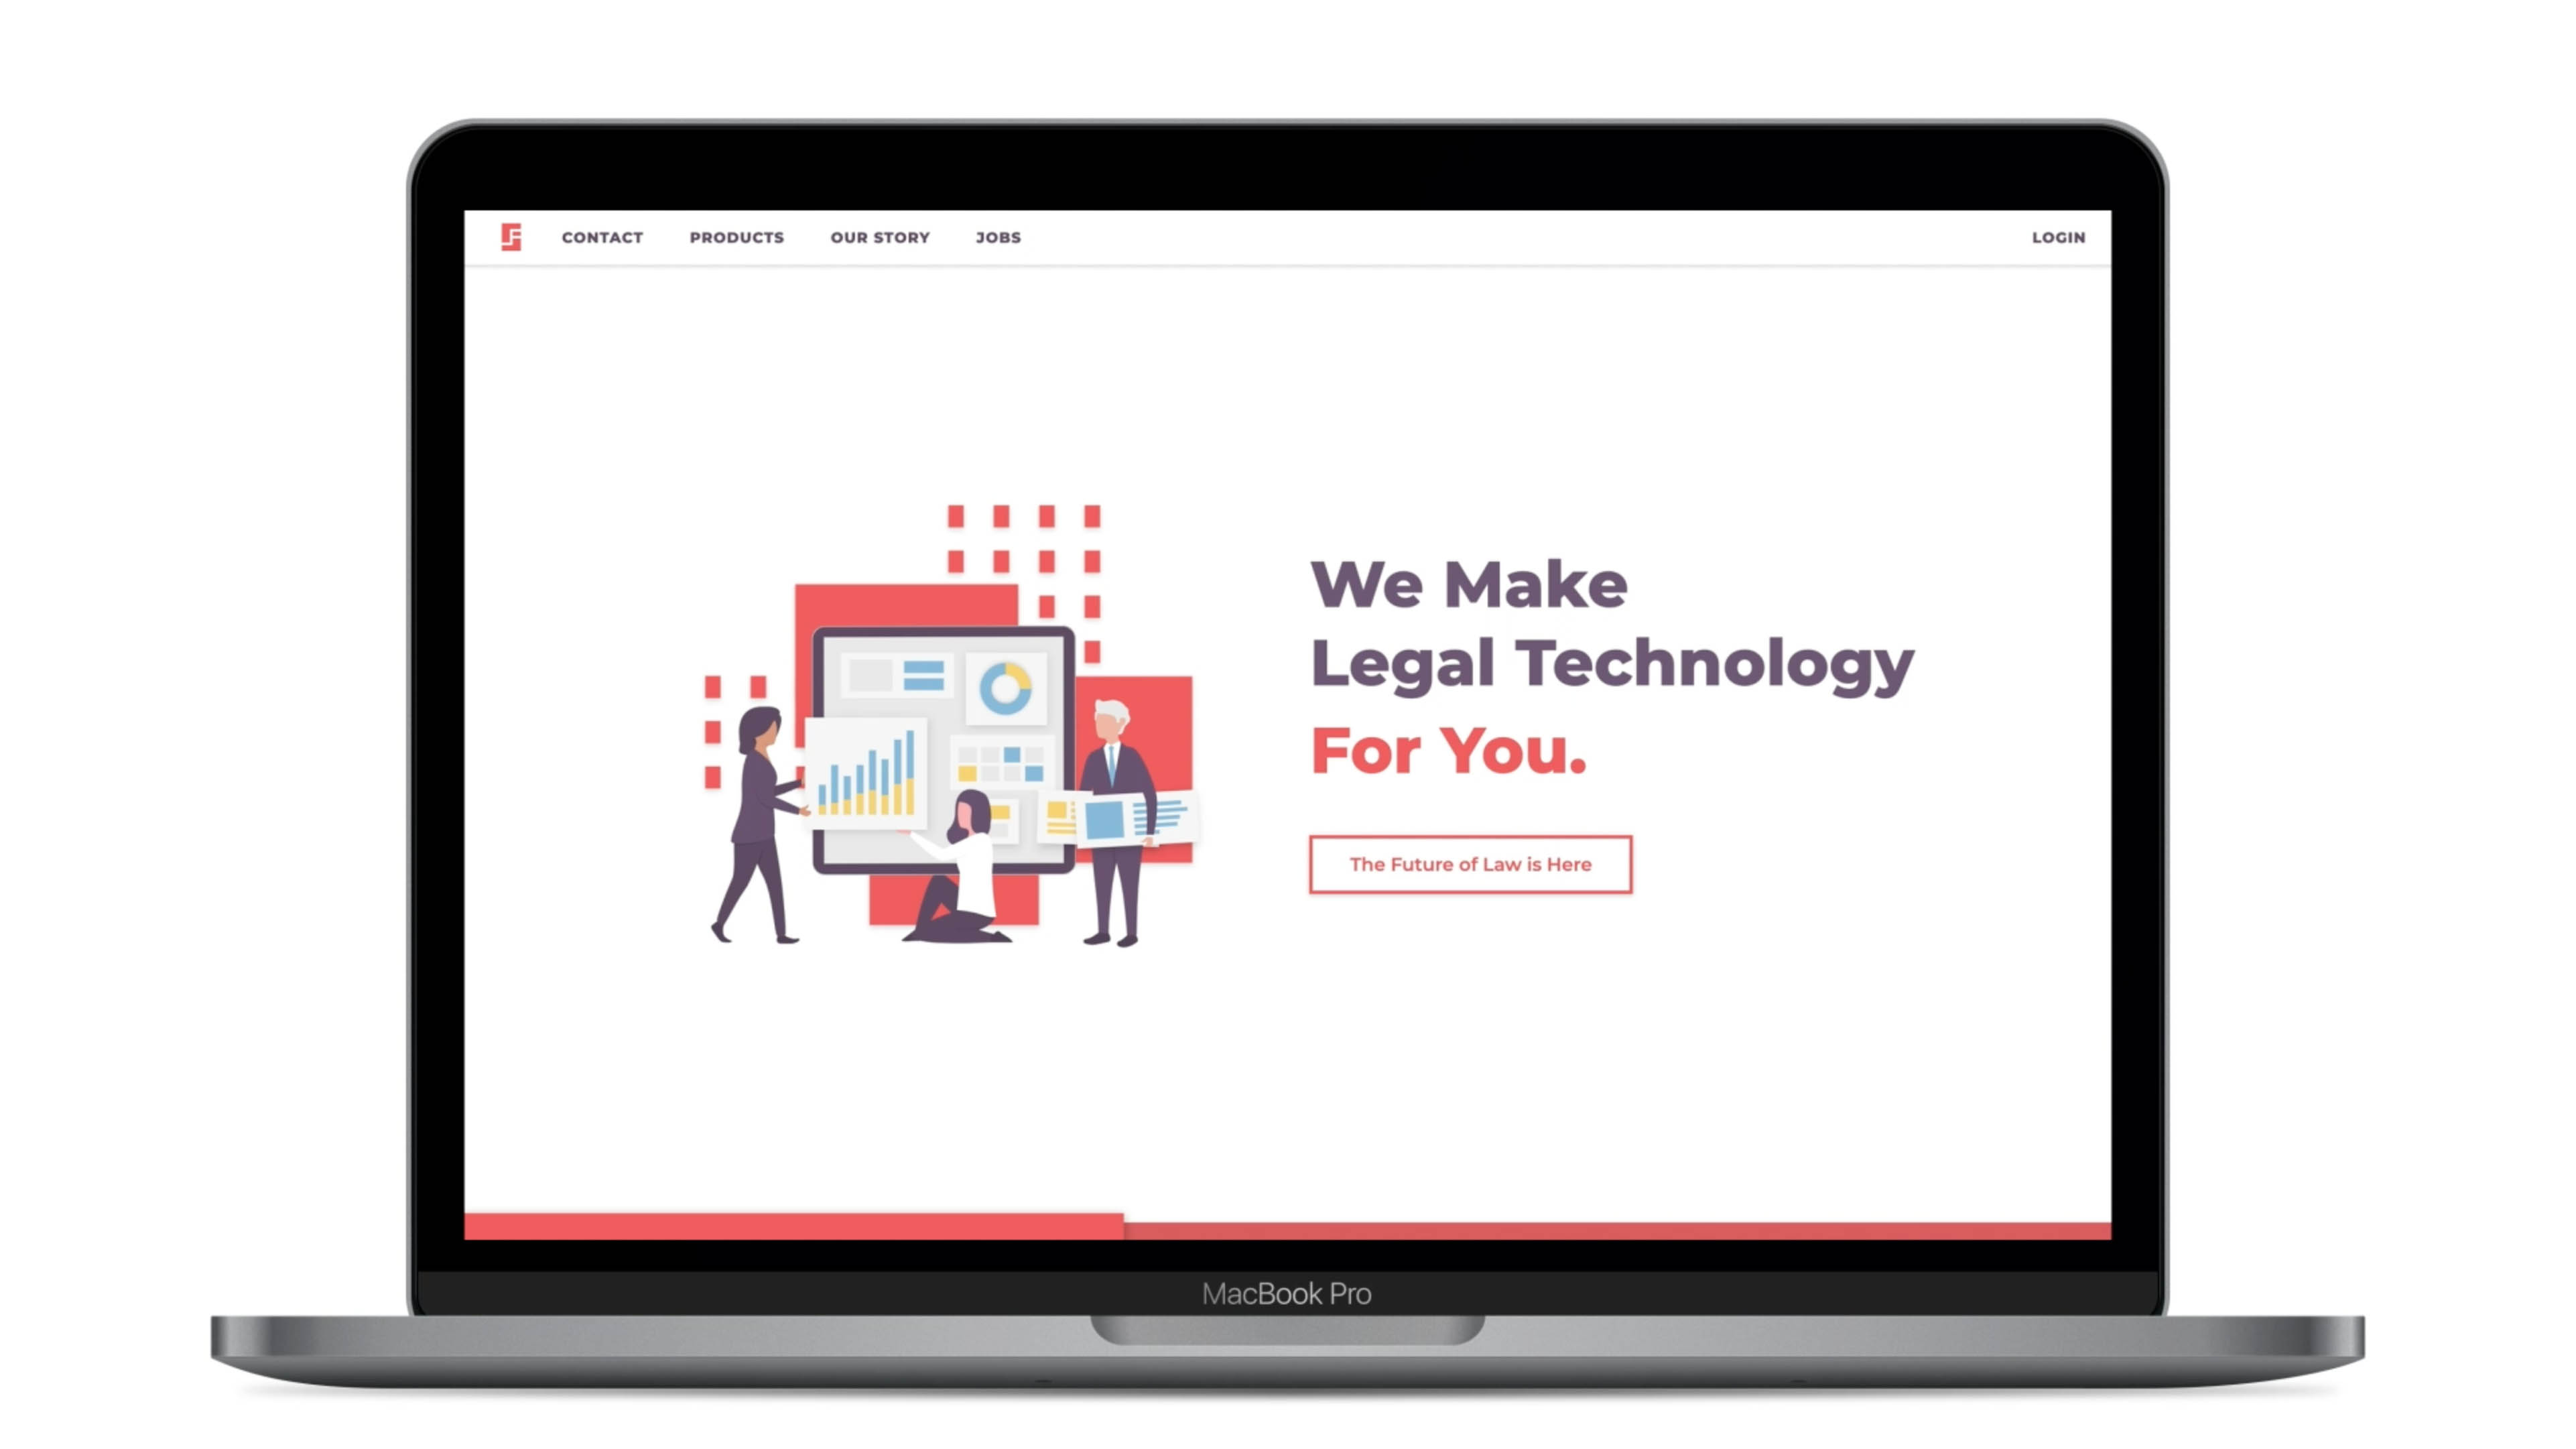 CONTACT PRODUCTS OUR STORY JOBS LOGIN
We Make
Legal Technology
For You.
The Future of Law is Here
MacBook Pro